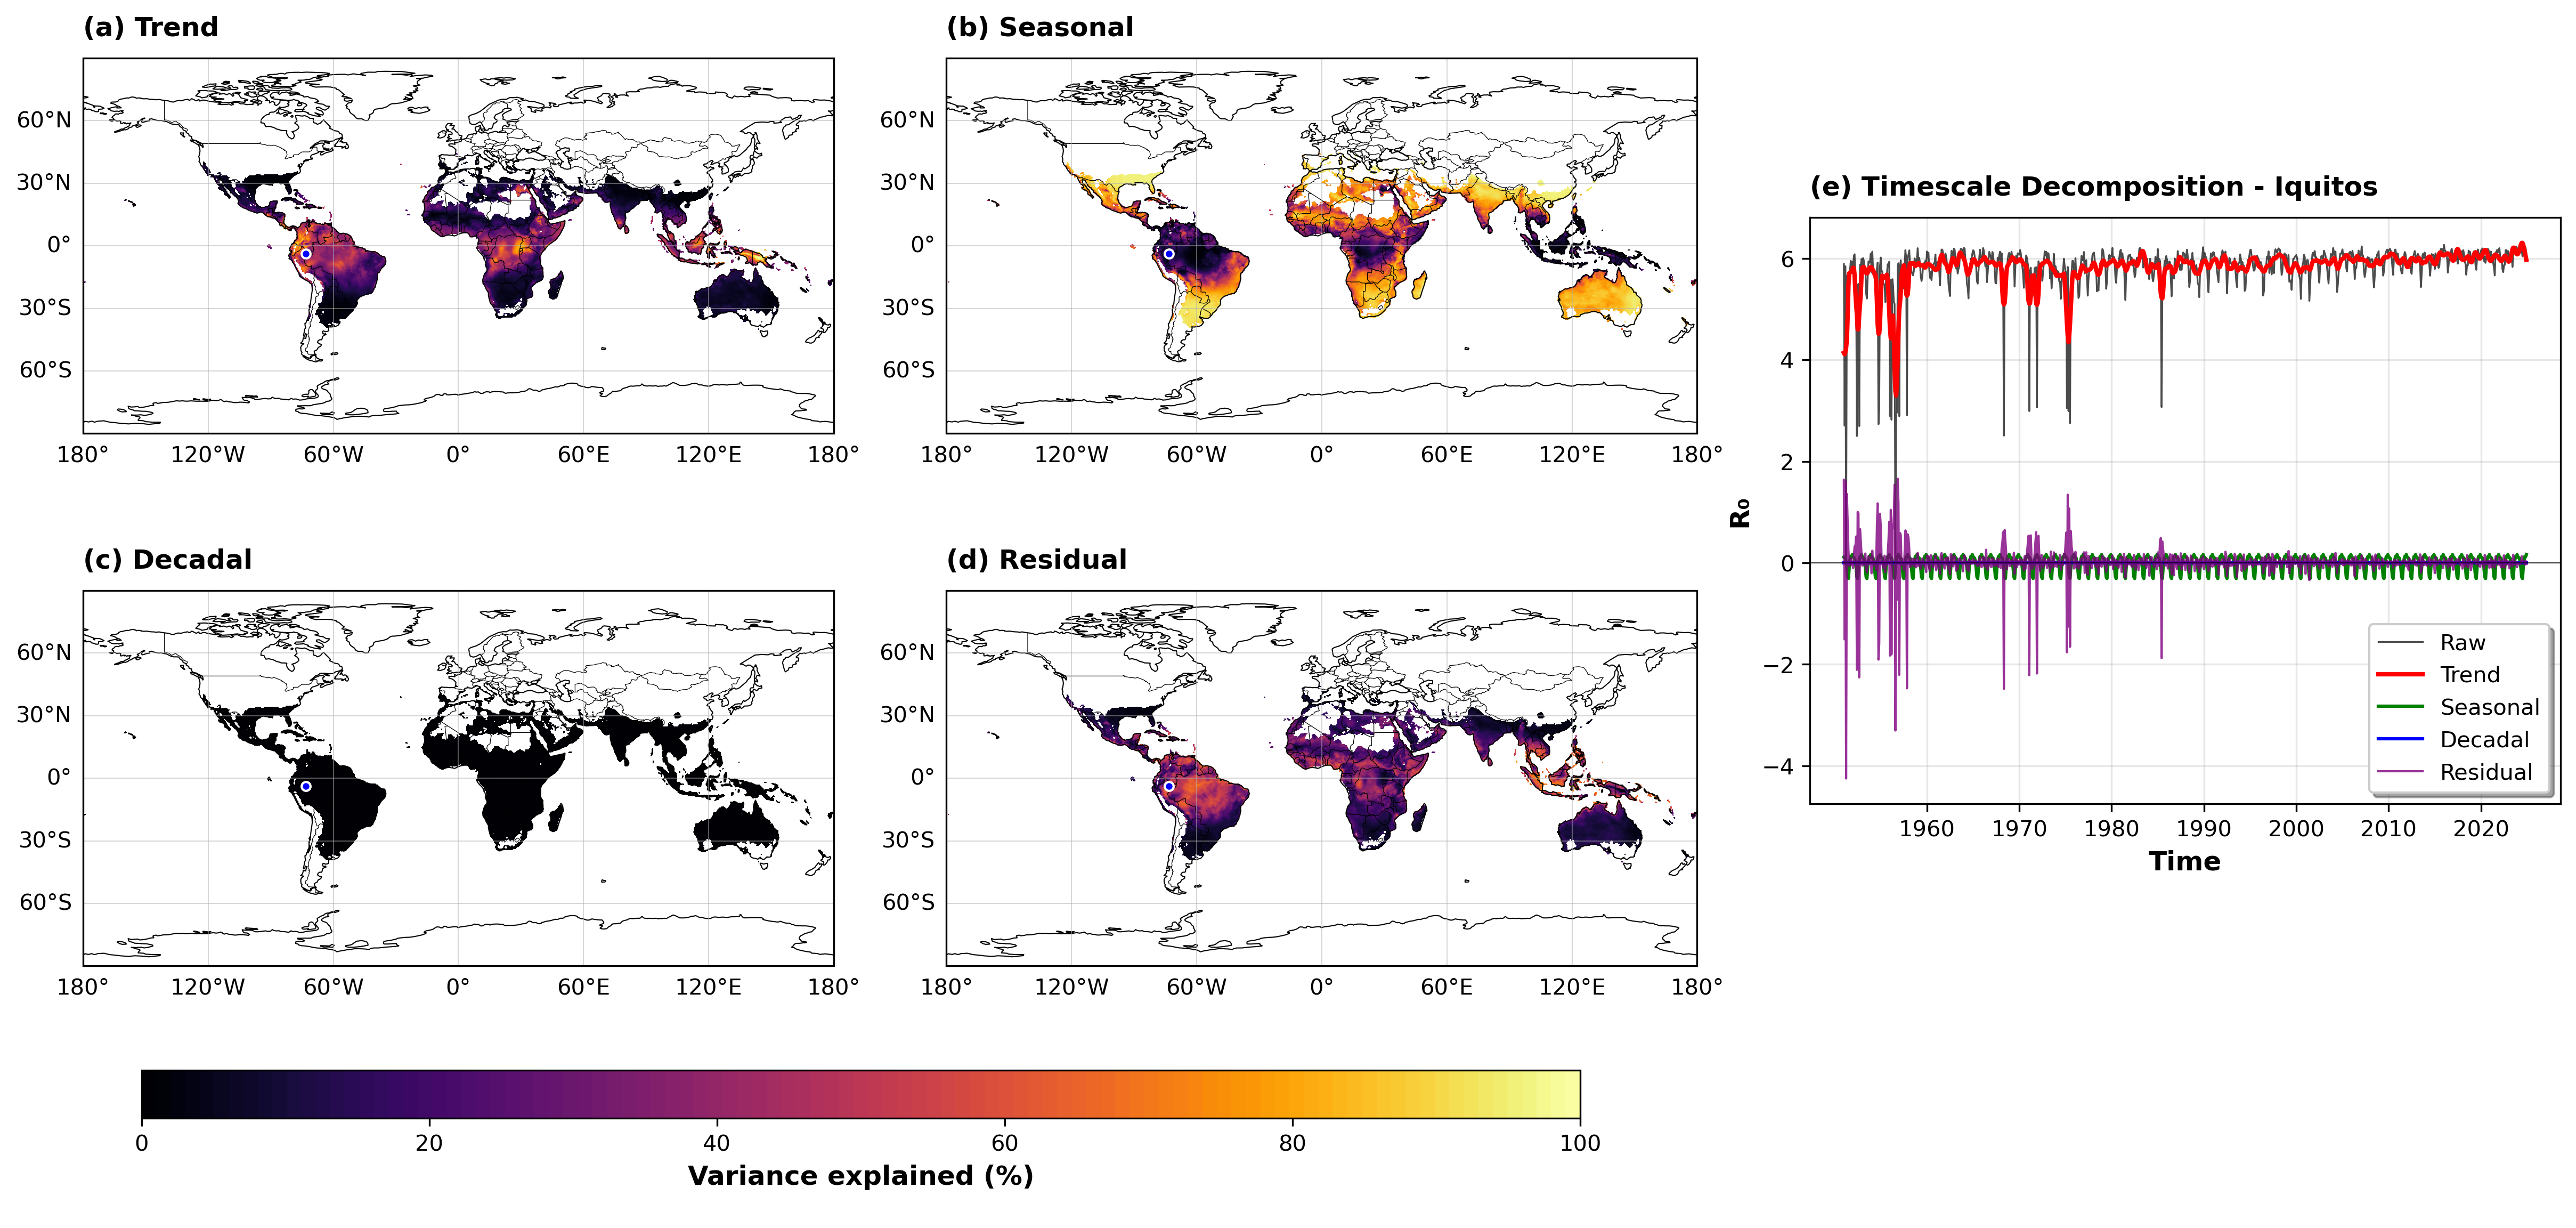 (a) Trend
60°N
30°N
0°
30°S
60°S
180° 120°W 60°W 0° 60°E 120°E 180°
(b) Seasonal
60°N
30°N
0°
30°S
60°S
180° 120°W 60°W 0° 60°E 120°E 180°
(c) Decadal
60°N
30°N
0°
30°S
60°S
180° 120°W 60°W 0° 60°E 120°E 180°
(d) Residual
60°N
30°N
0°
30°S
60°S
180° 120°W 60°W 0° 60°E 120°E 180°
0 20 40 60 80 100
Variance explained (%)
(e) Timescale Decomposition - Iquitos
R₀
6
4
2
0
−2
−4
Raw
Trend
Seasonal
Decadal
Residual
1960 1970 1980 1990 2000 2010 2020
Time